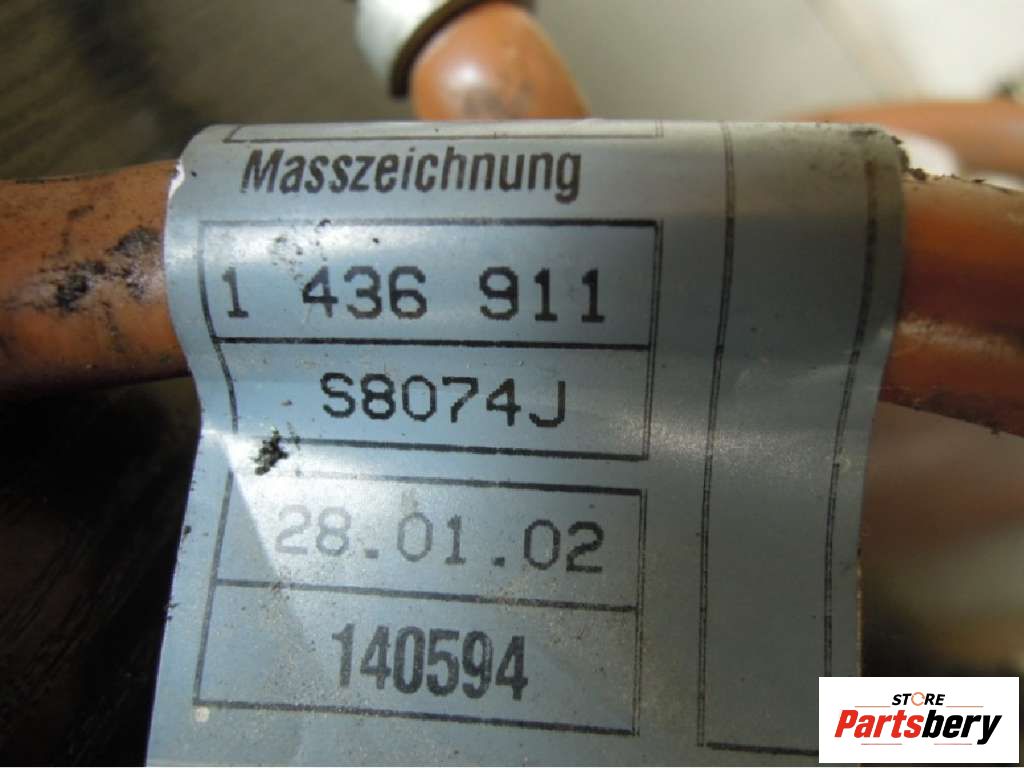 Masszeichnung
1 436 911
S8074J
28.01.02
140594
STORE
Partsbery